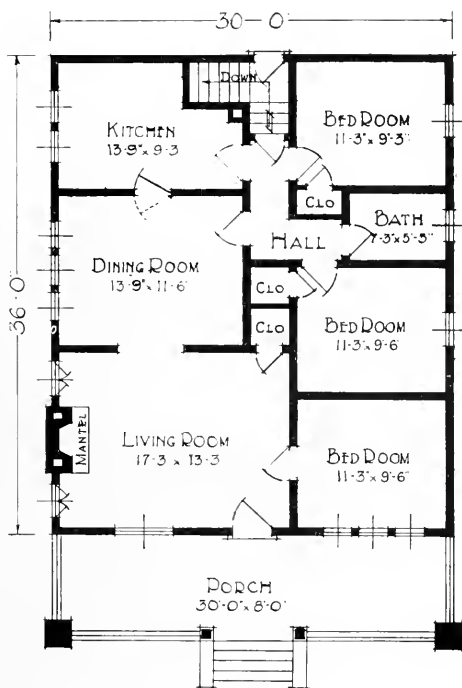 30'-0"
36'-0"
DOWN
KITCHEN
13'-9" x 9'-3
BED ROOM
11'-3" x 9'-3"
CLO
BATH
7'-3" x 5'-5"
HALL
DINING ROOM
13'-9" x 11'-6"
CLO
CLO
BED ROOM
11'-3" x 9'-6"
MANTEL
LIVING ROOM
17'-3 x 13'-3
BED ROOM
11'-3" x 9'-6"
PORCH
30'-0" x 8'-0"